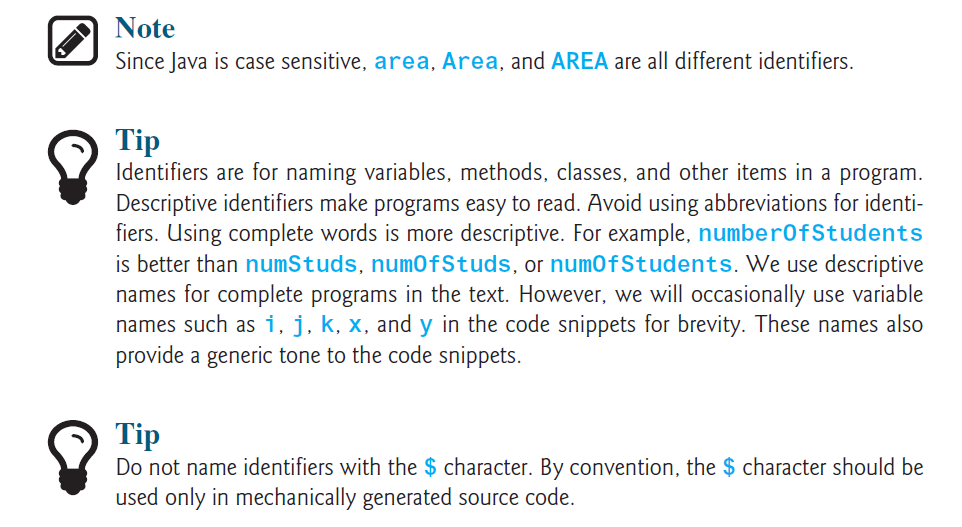 Note
Since Java is case sensitive, area, Area, and AREA are all different identifiers.
Tip
Identifiers are for naming variables, methods, classes, and other items in a program.
Descriptive identifiers make programs easy to read. Avoid using abbreviations for identi-
fiers. Using complete words is more descriptive. For example, numberOfStudents
is better than numStuds, numOfStuds, or numOfStudents. We use descriptive
names for complete programs in the text. However, we will occasionally use variable
names such as i, j, k, x, and y in the code snippets for brevity. These names also
provide a generic tone to the code snippets.
Tip
Do not name identifiers with the $ character. By convention, the $ character should be
used only in mechanically generated source code.